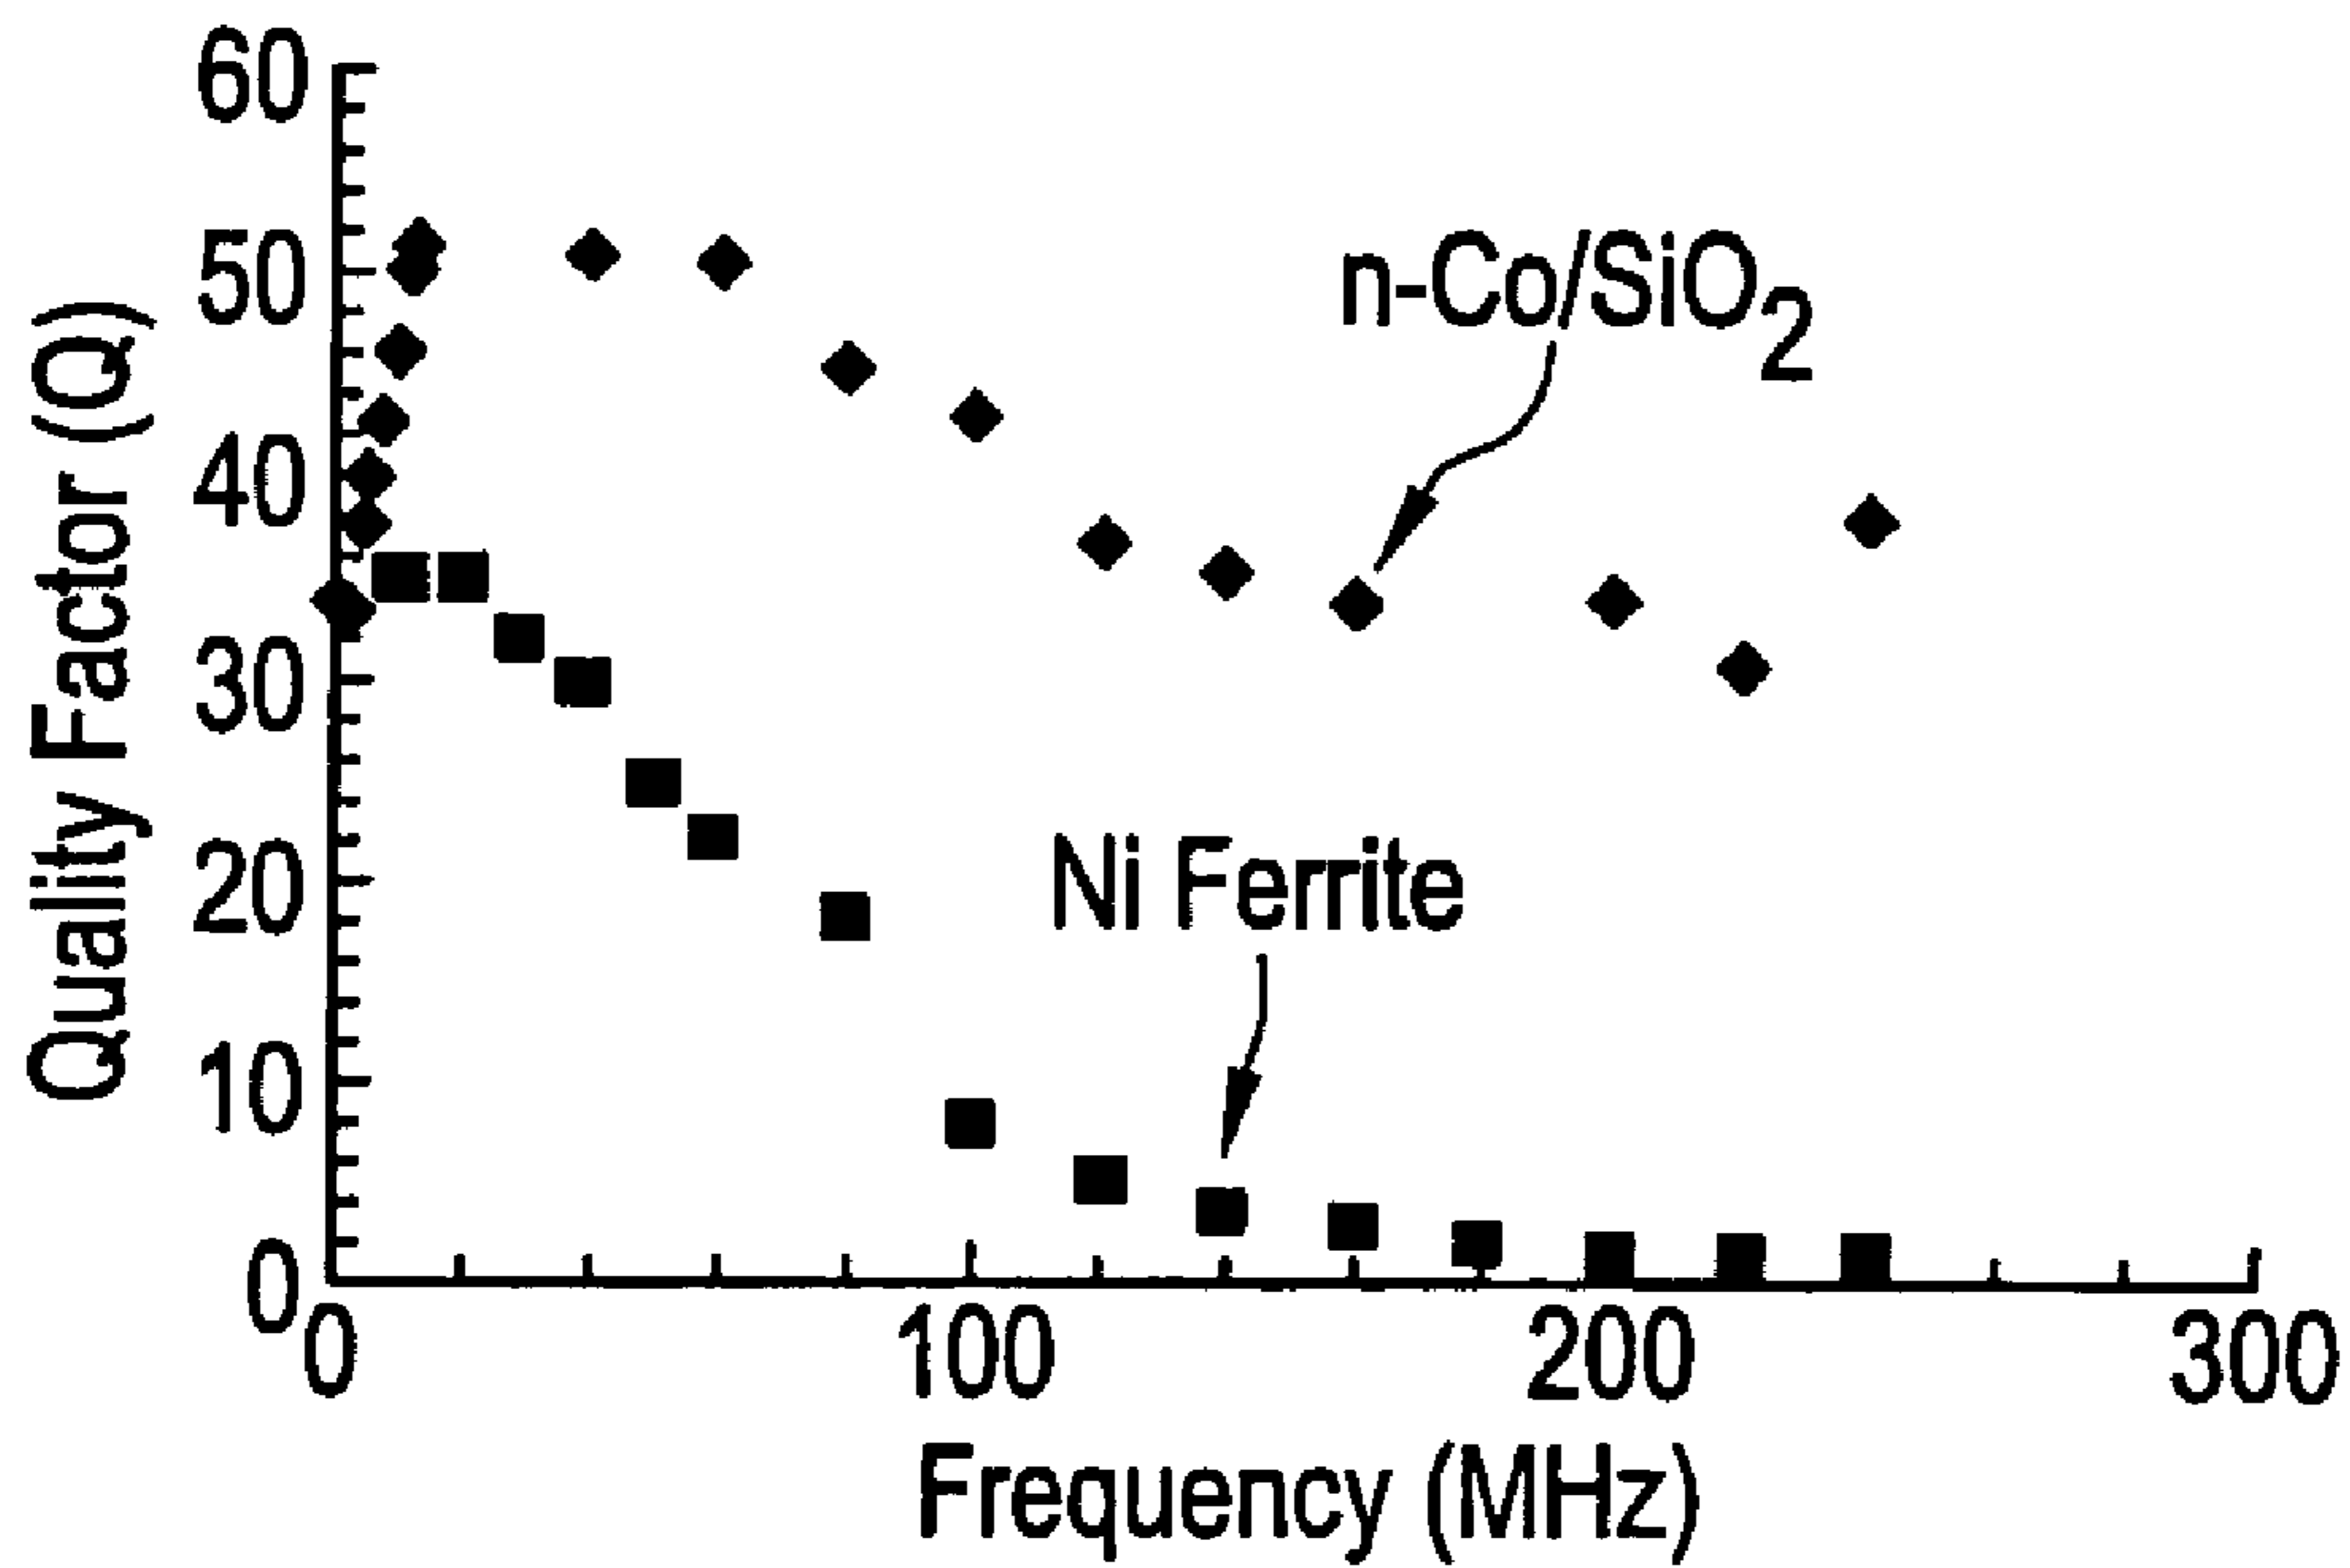 60
50
40
30
20
10
0
Quality Factor (Q)
n-Co/SiO2
Ni Ferrite
0 100 200 300
Frequency (MHz)